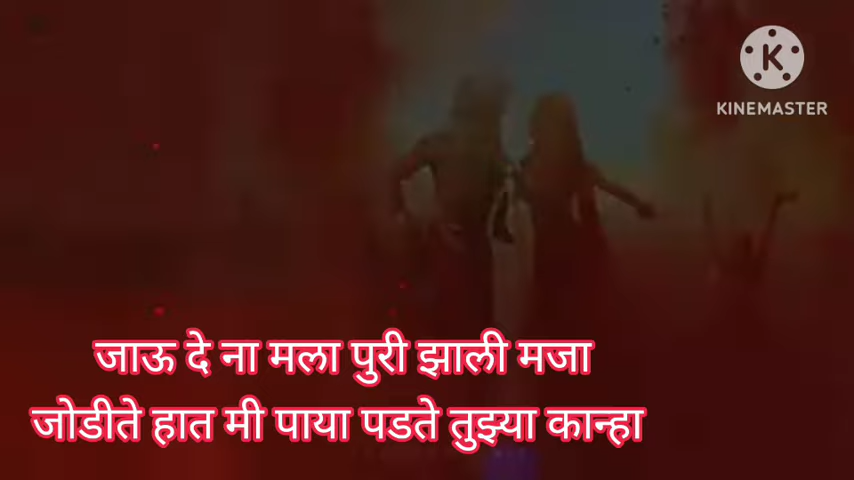 KINEMASTER
जाऊ दे ना मला पुरी झाली मजा
जोडीते हात मी पाया पडते तुझ्या कान्हा